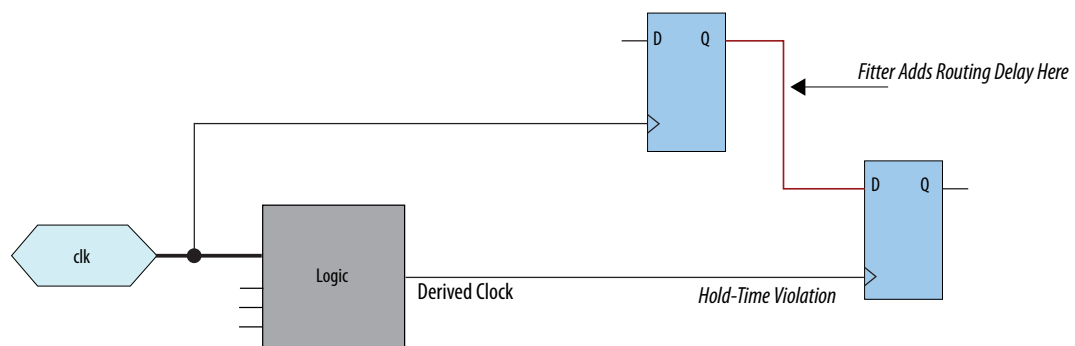 D Q
Fitter Adds Routing Delay Here
D Q
clk
Logic
Derived Clock
Hold-Time Violation